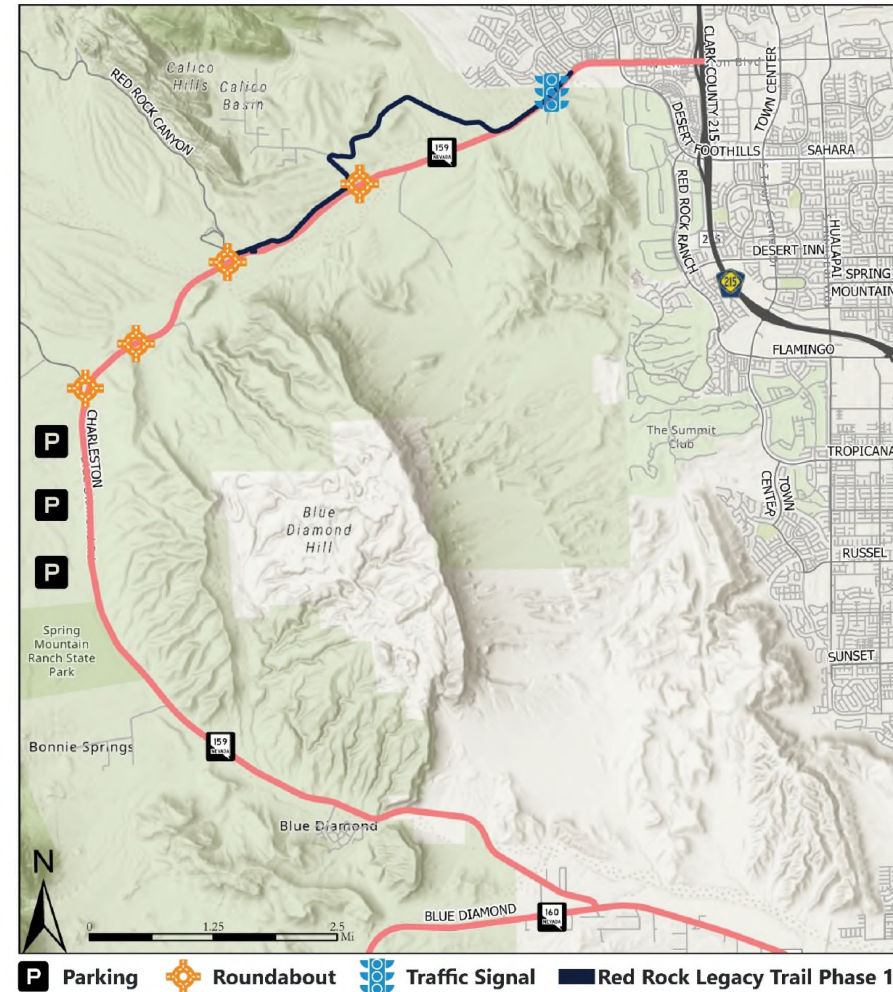 Calico
Hills
Calico
Basin
RED ROCK CANYON
159
NEVADA
CLARK COUNTY 215
on Blvd
TOWN CENTER
DESERT
FOOTHILLS
SAHARA
RED ROCK RANCH
DESERT INN
HUALAPAI
SPRING
MOUNTAIN
215
FLAMINGO
The Summit
Club
TROPICANA
TOWN
CENTER
RUSSEL
SUNSET
CHARLESTON
P
P
P
Blue
Diamond
Hill
Spring
Mountain
Ranch State
Park
Bonnie Springs
159
NEVADA
Blue Diamond
BLUE DIAMOND
160
NEVADA
N
0 1.25 2.5
Mi
P Parking Roundabout Traffic Signal Red Rock Legacy Trail Phase 1